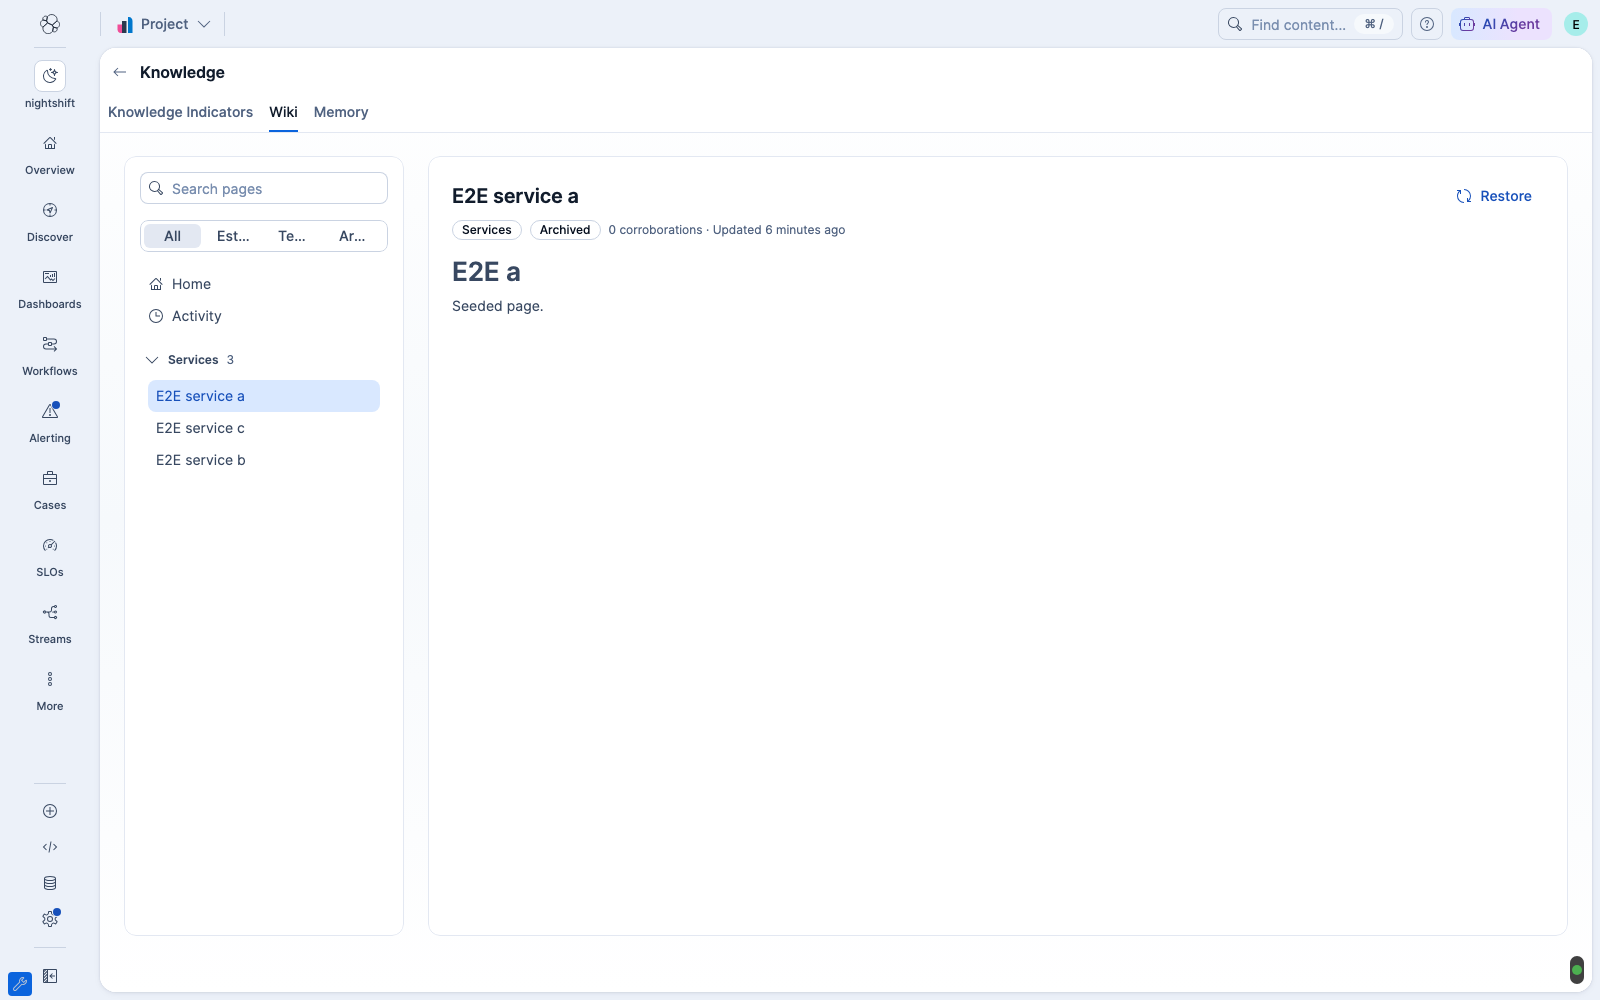 Project
Find content...
⌘ /
AI Agent
E
nightshift
Overview
Discover
Dashboards
Workflows
Alerting
Cases
SLOs
Streams
More
Knowledge
Knowledge Indicators
Wiki
Memory
Search pages
All
Est...
Te...
Ar...
Home
Activity
Services 3
E2E service a
E2E service c
E2E service b
E2E service a
Restore
Services
Archived
0 corroborations · Updated 6 minutes ago
E2E a
Seeded page.